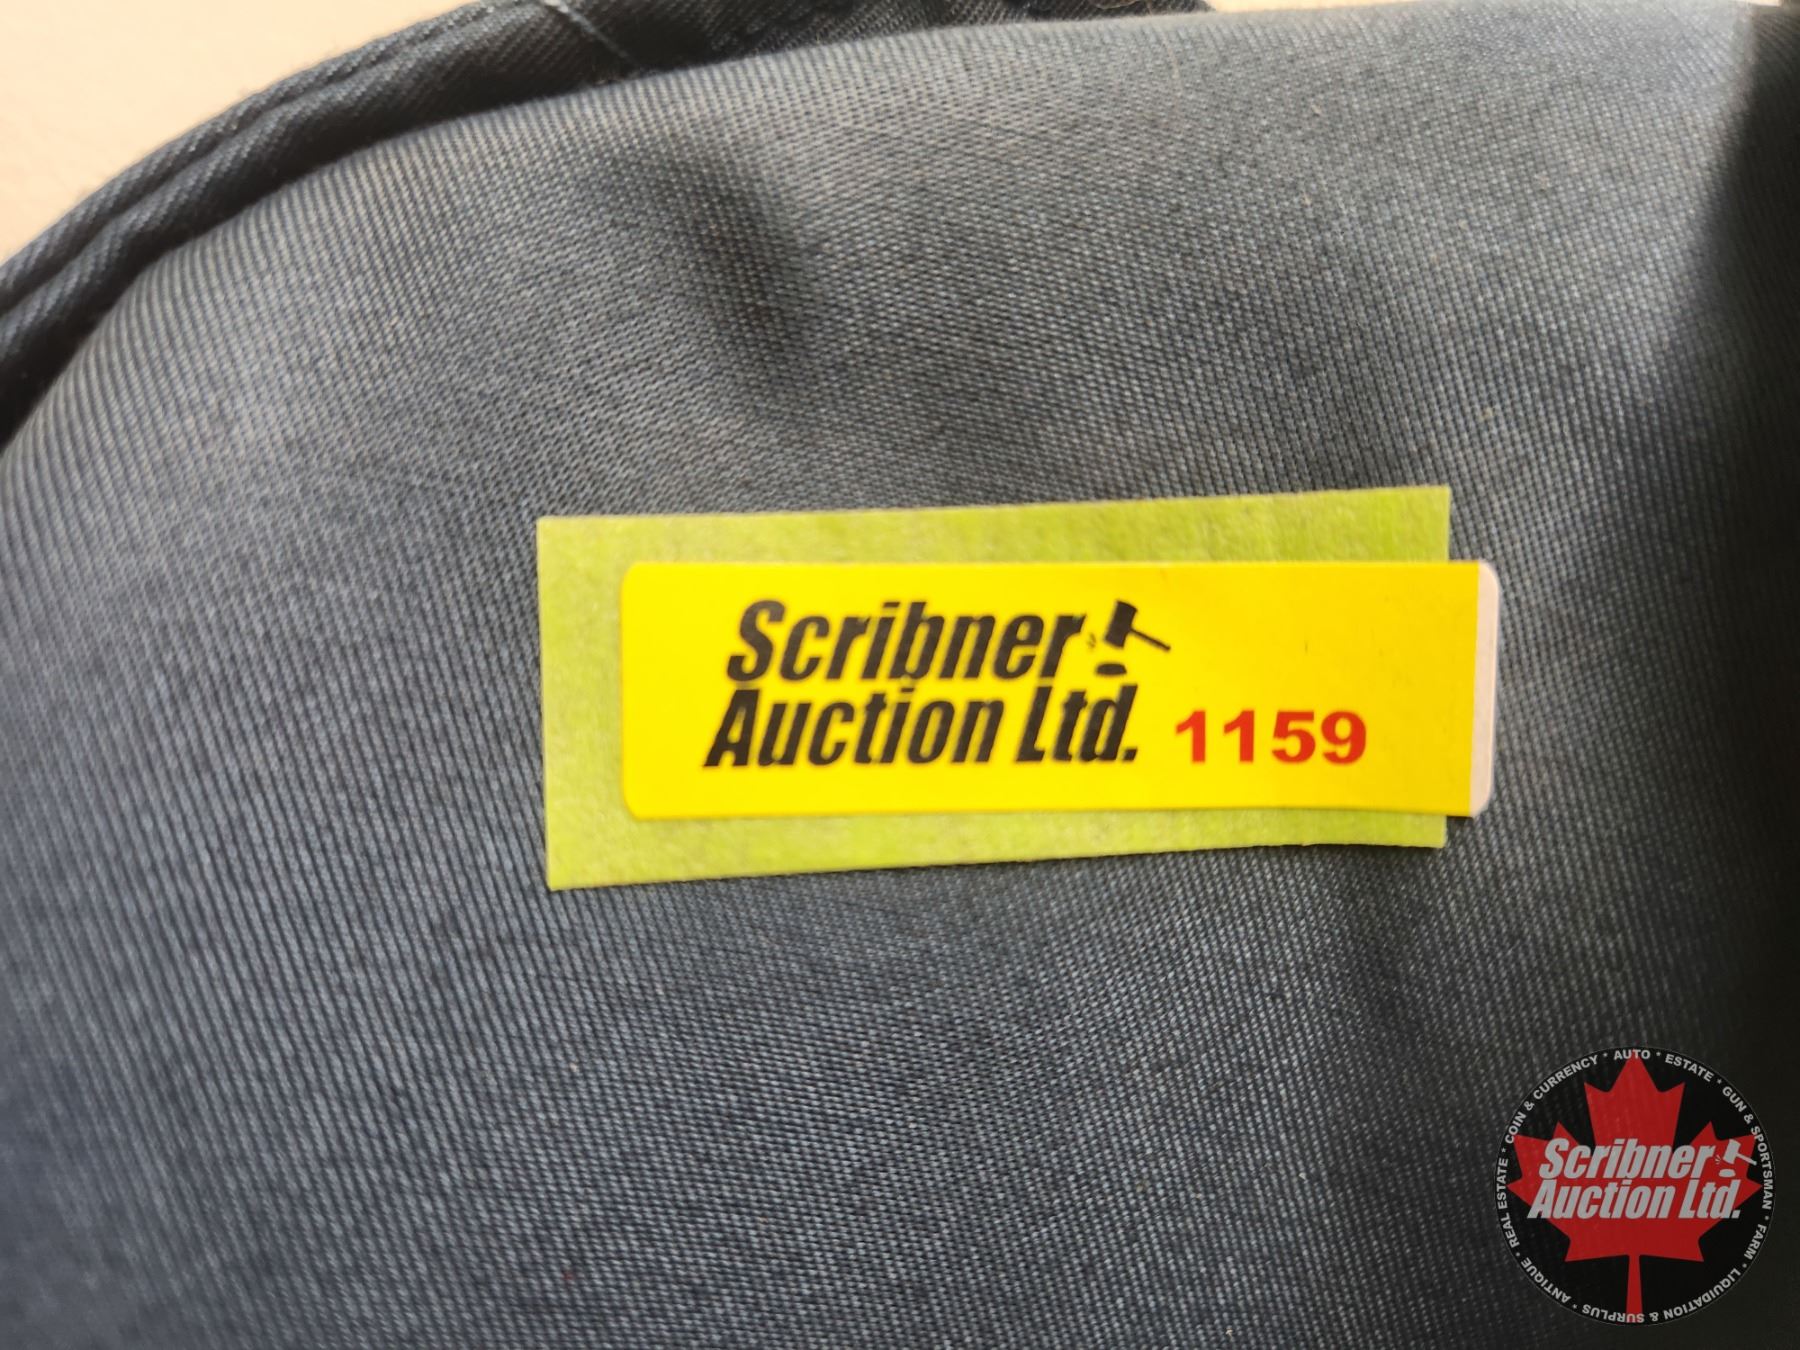 Scribner
Auction Ltd. 1159
COIN & CURRENCY * AUTO * ESTATE * GUN & SPORTSMAN * FARM * LIQUIDATION & SURPLUS * ANTIQUE * REAL ESTATE *
Scribner
Auction Ltd.